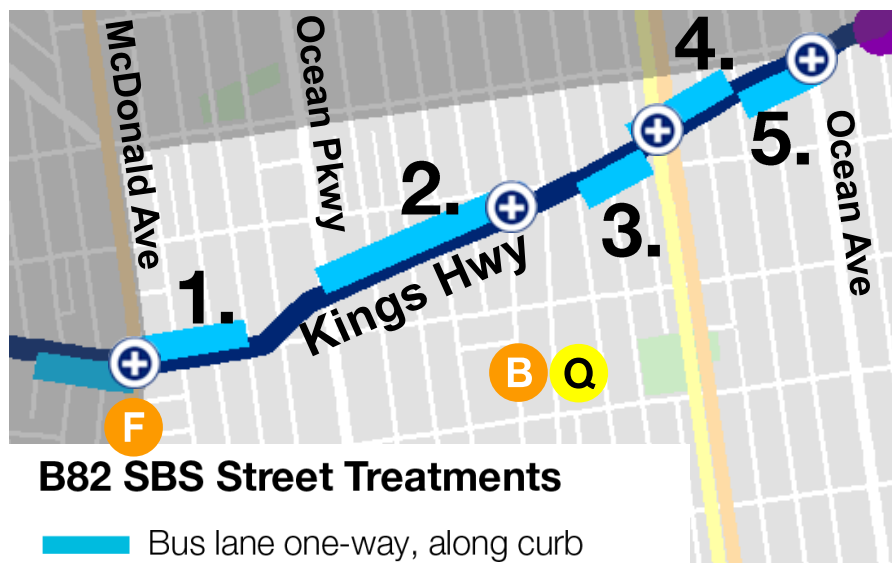 McDonald Ave
Ocean Pkwy
4.
5.
Ocean Ave
2.
3.
1.
Kings Hwy
B
Q
F
B82 SBS Street Treatments
Bus lane one-way, along curb